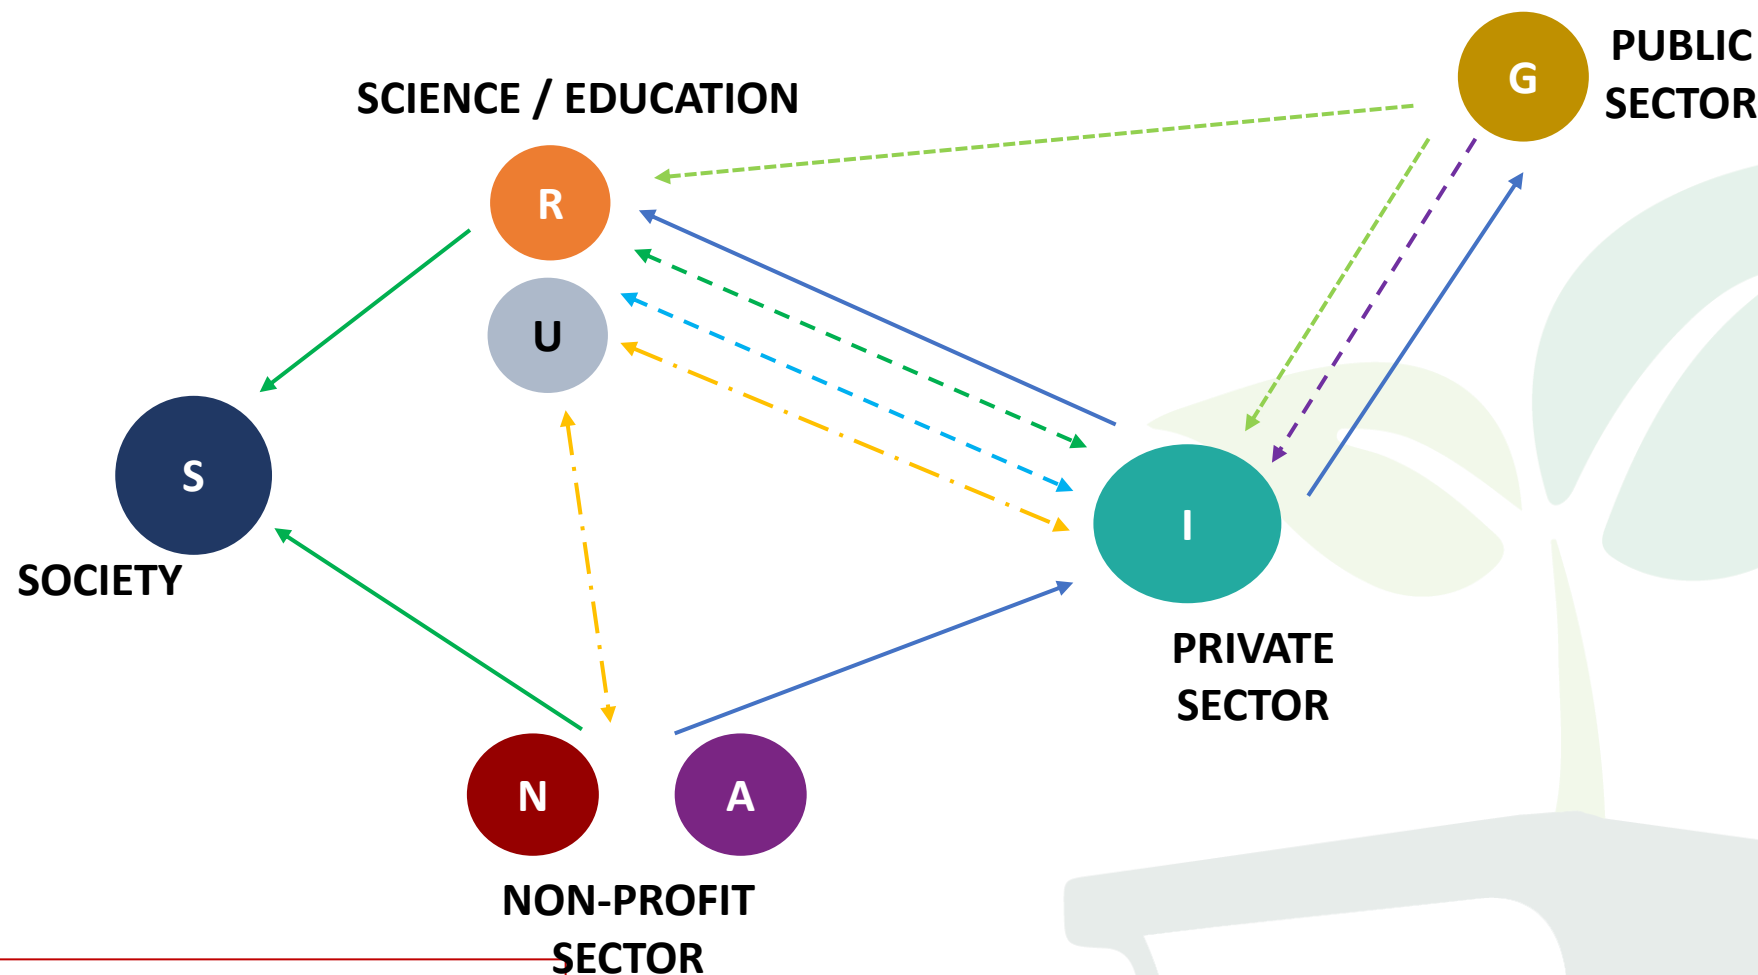 PUBLIC
SECTOR
G
SCIENCE / EDUCATION
R
U
S
SOCIETY
I
PRIVATE
SECTOR
N
A
NON-PROFIT
SECTOR